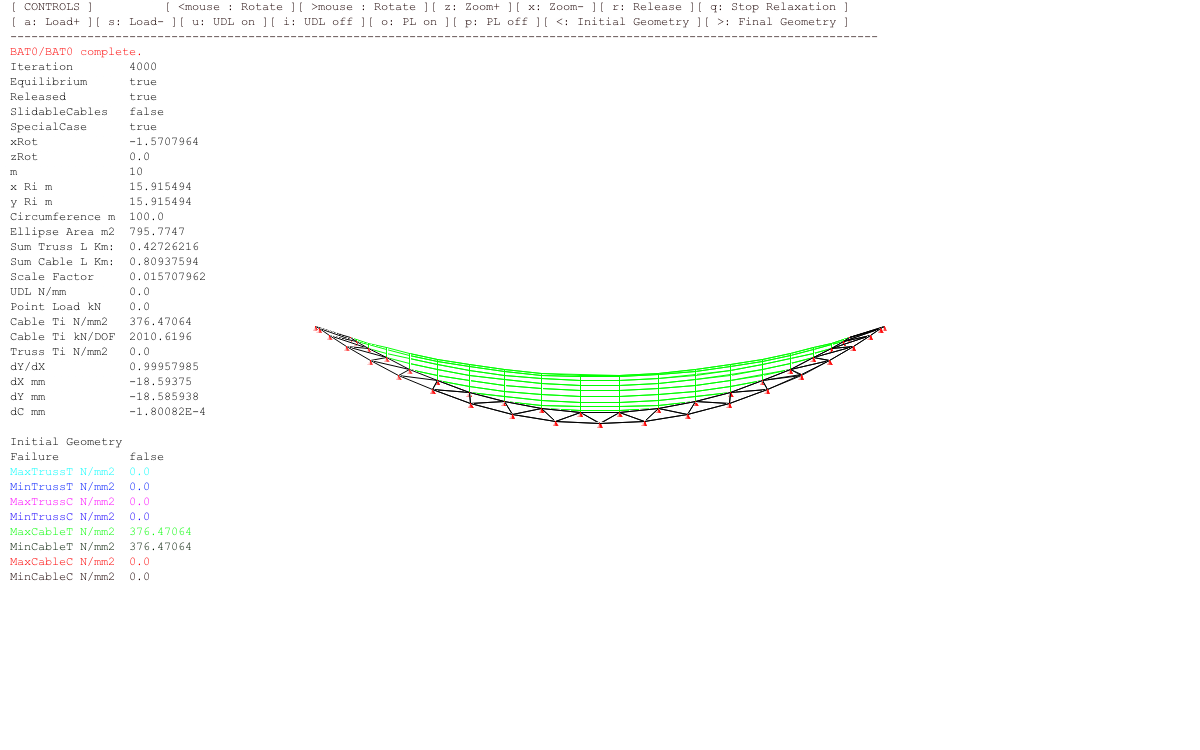 [ CONTROLS ] [ <mouse : Rotate ][ >mouse : Rotate ][ z: Zoom+ ][ x: Zoom- ][ r: Release ][ q: Stop Relaxation ]
[ a: Load+ ][ s: Load- ][ u: UDL on ][ i: UDL off ][ o: PL on ][ p: PL off ][ <: Initial Geometry ][ >: Final Geometry ]
----------------------------------------------------------------------------------------------------------------------------
BAT0/BAT0 complete.
Iteration 4000
Equilibrium true
Released true
SlidableCables false
SpecialCase true
xRot -1.5707964
zRot 0.0
m 10
x Ri m 15.915494
y Ri m 15.915494
Circumference m 100.0
Ellipse Area m2 795.7747
Sum Truss L Km: 0.42726216
Sum Cable L Km: 0.80937594
Scale Factor 0.015707962
UDL N/mm 0.0
Point Load kN 0.0
Cable Ti N/mm2 376.47064
Cable Ti kN/DOF 2010.6196
Truss Ti N/mm2 0.0
dY/dX 0.99957985
dX mm -18.59375
dY mm -18.585938
dC mm -1.80082E-4
Initial Geometry
Failure false
MaxTrussT N/mm2 0.0
MinTrussT N/mm2 0.0
MaxTrussC N/mm2 0.0
MinTrussC N/mm2 0.0
MaxCableT N/mm2 376.47064
MinCableT N/mm2 376.47064
MaxCableC N/mm2 0.0
MinCableC N/mm2 0.0